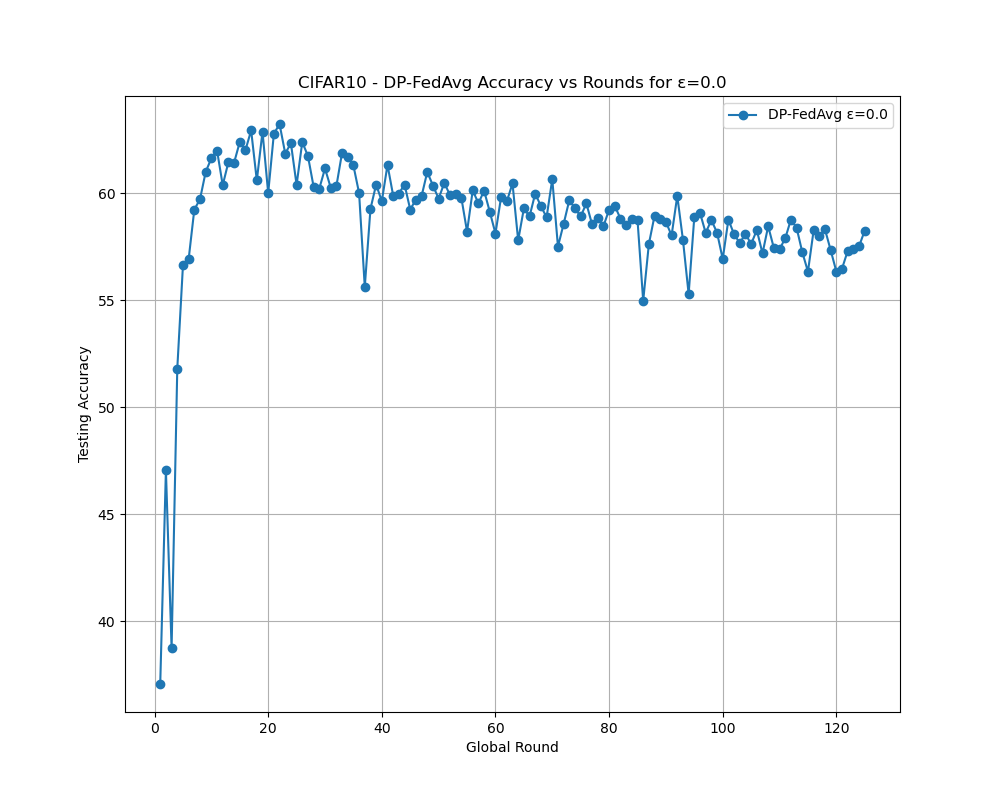 CIFAR10 - DP-FedAvg Accuracy vs Rounds for ε=0.0
DP-FedAvg ε=0.0
60
55
50
45
40
Testing Accuracy
0 20 40 60 80 100 120
Global Round